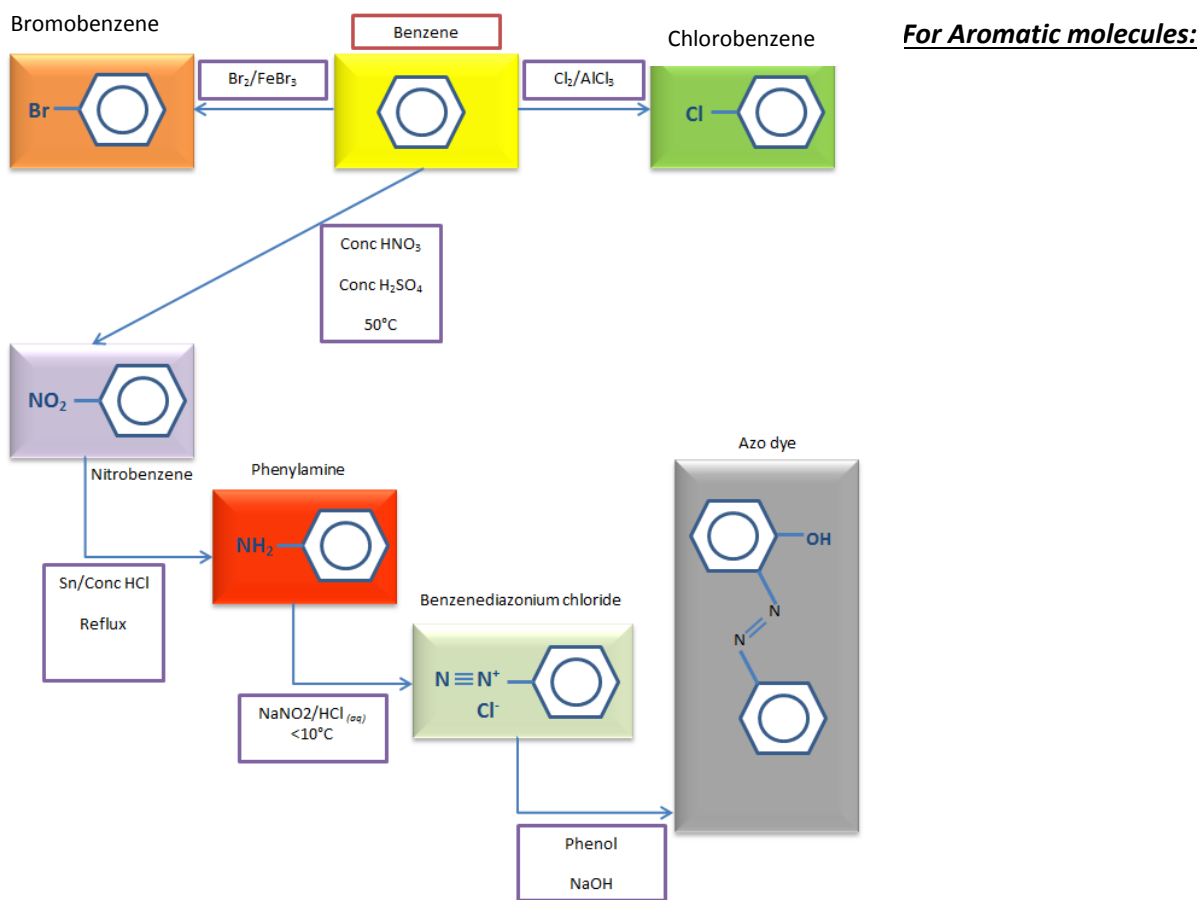 Bromobenzene
Benzene
Chlorobenzene
For Aromatic molecules:
Br₂/FeBr₃
Cl₂/AlCl₃
Br
Cl
Conc HNO₃
Conc H₂SO₄
50°C
NO₂
Nitrobenzene
Phenylamine
Azo dye
NH₂
OH
Sn/Conc HCl
Reflux
Benzenediazonium chloride
N
N
N≡N⁺
Cl⁻
NaNO2/HCl (aq)
<10°C
Phenol
NaOH